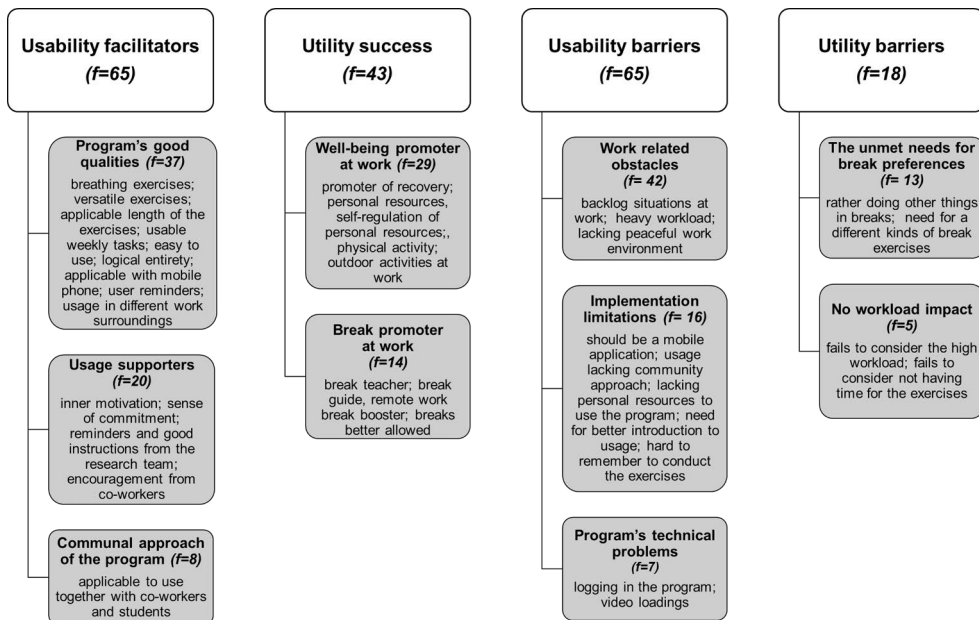 Usability facilitators
(f=65)
Program's good
qualities (f=37)
breathing exercises;
versatile exercises;
applicable length of the
exercises; usable
weekly tasks; easy to
use; logical entirety;
applicable with mobile
phone; user reminders;
usage in different work
surroundings
Usage supporters
(f=20)
inner motivation; sense
of commitment;
reminders and good
instructions from the
research team;
encouragement from
co-workers
Communal approach
of the program (f=8)
applicable to use
together with co-workers
and students
Utility success
(f=43)
Well-being promoter
at work (f=29)
promoter of recovery;
personal resources,
self-regulation of
personal resources;,
physical activity;
outdoor activities at
work
Break promoter
at work
(f=14)
break teacher; break
guide, remote work
break booster; breaks
better allowed
Usability barriers
(f=65)
Work related
obstacles
(f= 42)
backlog situations at
work; heavy workload;
lacking peaceful work
environment
Implementation
limitations (f= 16)
should be a mobile
application; usage
lacking community
approach; lacking
personal resources to
use the program; need
for better introduction to
usage; hard to
remember to conduct
the exercises
Program's technical
problems
(f=7)
logging in the program;
video loadings
Utility barriers
(f=18)
The unmet needs for
break preferences
(f= 13)
rather doing other things
in breaks; need for a
different kinds of break
exercises
No workload impact
(f=5)
fails to consider the high
workload; fails to
consider not having
time for the exercises